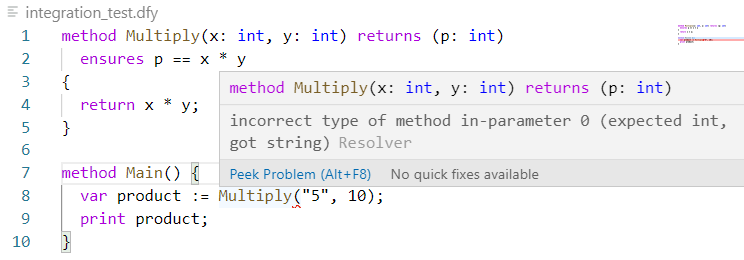 integration_test.dfy
1 method Multiply(x: int, y: int) returns (p: int)
2   ensures p == x * y
3 {
4   return x * y;
5 }
6
7 method Main() {
8   var product := Multiply("5", 10);
9   print product;
10 }
method Multiply(x: int, y: int) returns (p: int)
incorrect type of method in-parameter 0 (expected int,
got string) Resolver
Peek Problem (Alt+F8) No quick fixes available